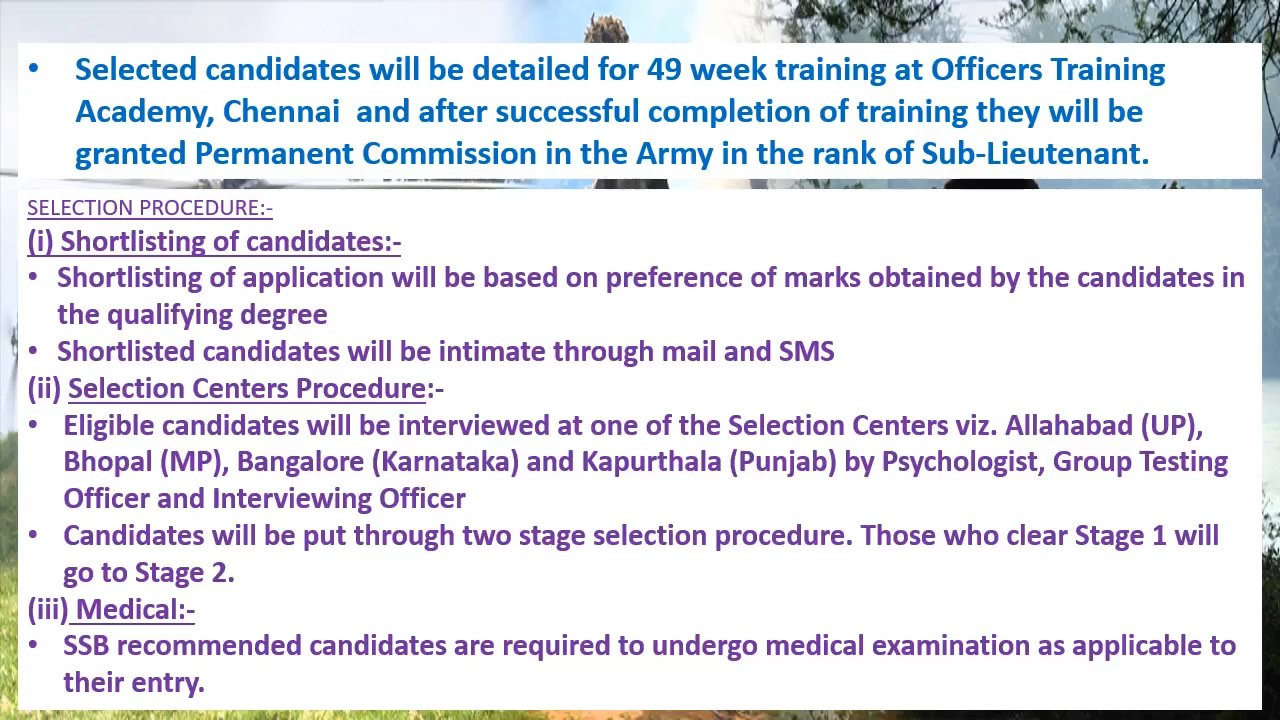 • Selected candidates will be detailed for 49 week training at Officers Training
Academy, Chennai and after successful completion of training they will be
granted Permanent Commission in the Army in the rank of Sub-Lieutenant.
SELECTION PROCEDURE:-
(i) Shortlisting of candidates:-
• Shortlisting of application will be based on preference of marks obtained by the candidates in
the qualifying degree
• Shortlisted candidates will be intimate through mail and SMS
(ii) Selection Centers Procedure:-
• Eligible candidates will be interviewed at one of the Selection Centers viz. Allahabad (UP),
Bhopal (MP), Bangalore (Karnataka) and Kapurthala (Punjab) by Psychologist, Group Testing
Officer and Interviewing Officer
• Candidates will be put through two stage selection procedure. Those who clear Stage 1 will
go to Stage 2.
(iii) Medical:-
• SSB recommended candidates are required to undergo medical examination as applicable to
their entry.